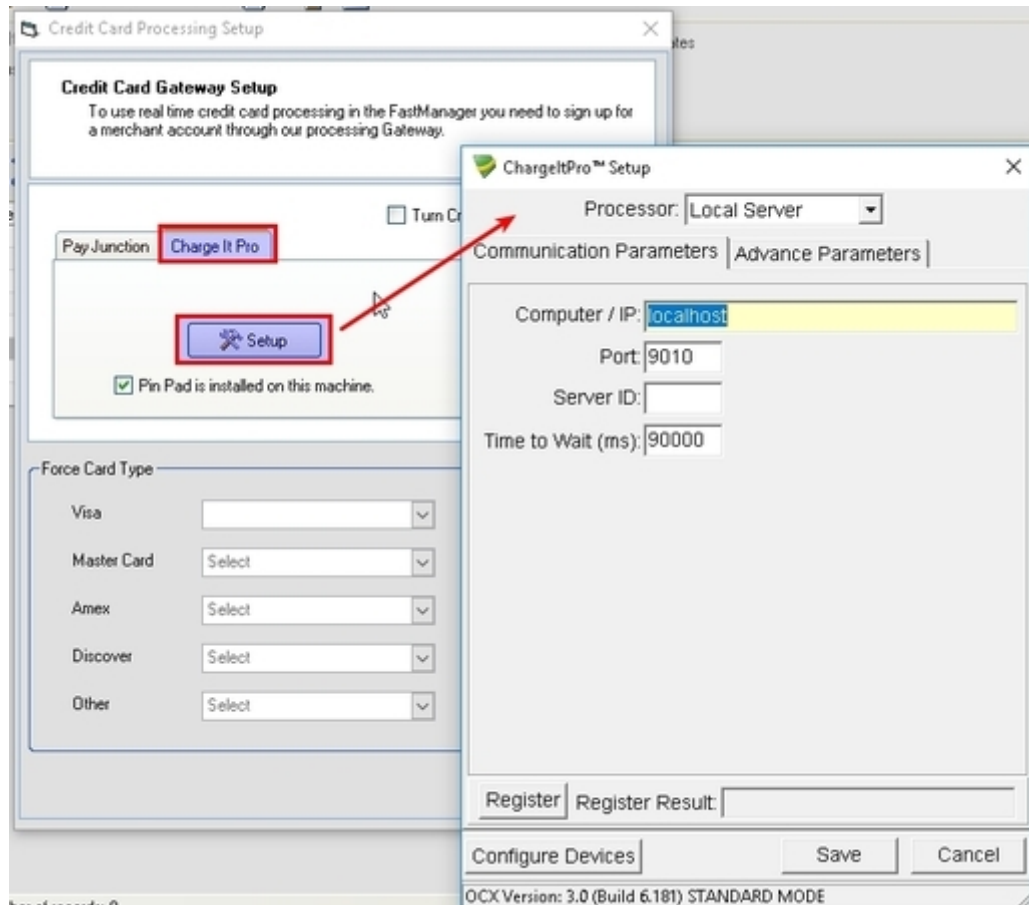 Credit Card Processing Setup
Credit Card Gateway Setup
To use real time credit card processing in the FastManager you need to sign up for
a merchant account through our processing Gateway.
Turn
Pay Junction
Charge It Pro
Setup
Pin Pad is installed on this machine.
Force Card Type
Visa
Master Card
Select
Amex
Select
Discover
Select
Other
Select
ChargeItPro™ Setup
Processor: Local Server
Communication Parameters
Advance Parameters
Computer / IP: localhost
Port: 9010
Server ID:
Time to Wait (ms): 90000
Register
Register Result:
Configure Devices
Save
Cancel
OCX Version: 3.0 (Build 6.181) STANDARD MODE